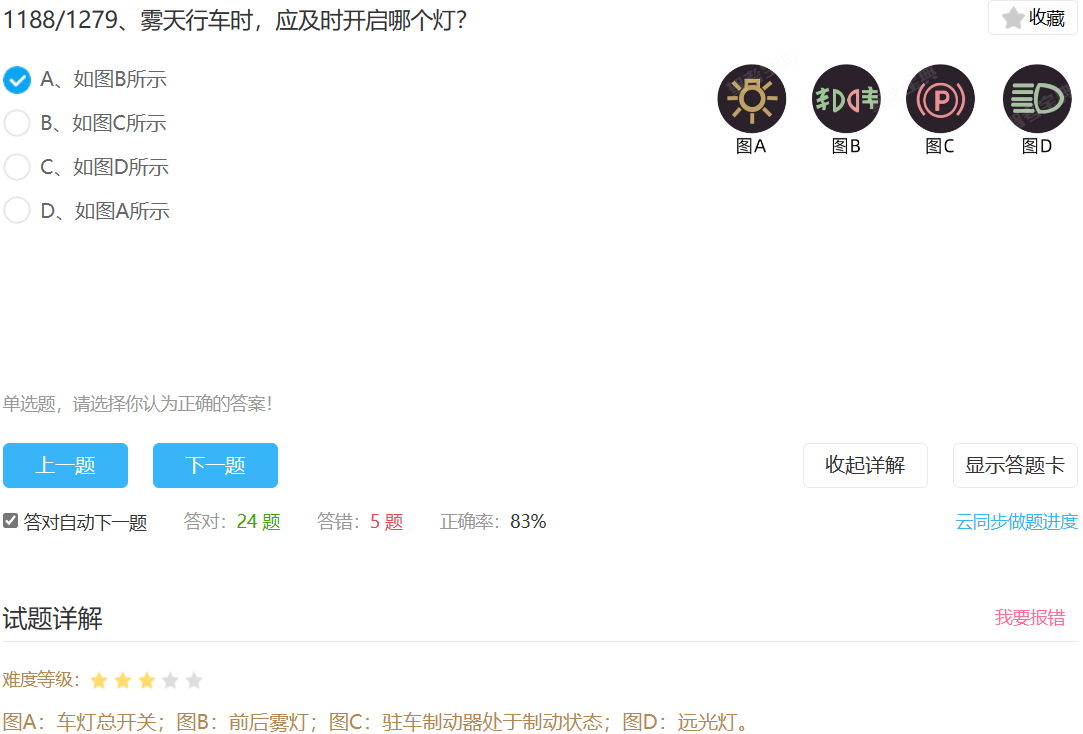 1188/1279、雾天行车时，应及时开启哪个灯？
收藏
A、如图B所示
B、如图C所示
C、如图D所示
D、如图A所示
P
图A 图B 图C 图D
单选题，请选择你认为正确的答案！
上一题 下一题 收起详解 显示答题卡
答对自动下一题 答对：24 题 答错：5 题 正确率：83% 云同步做题进度
试题详解 我要报错
难度等级：
图A：车灯总开关；图B：前后雾灯；图C：驻车制动器处于制动状态；图D：远光灯。